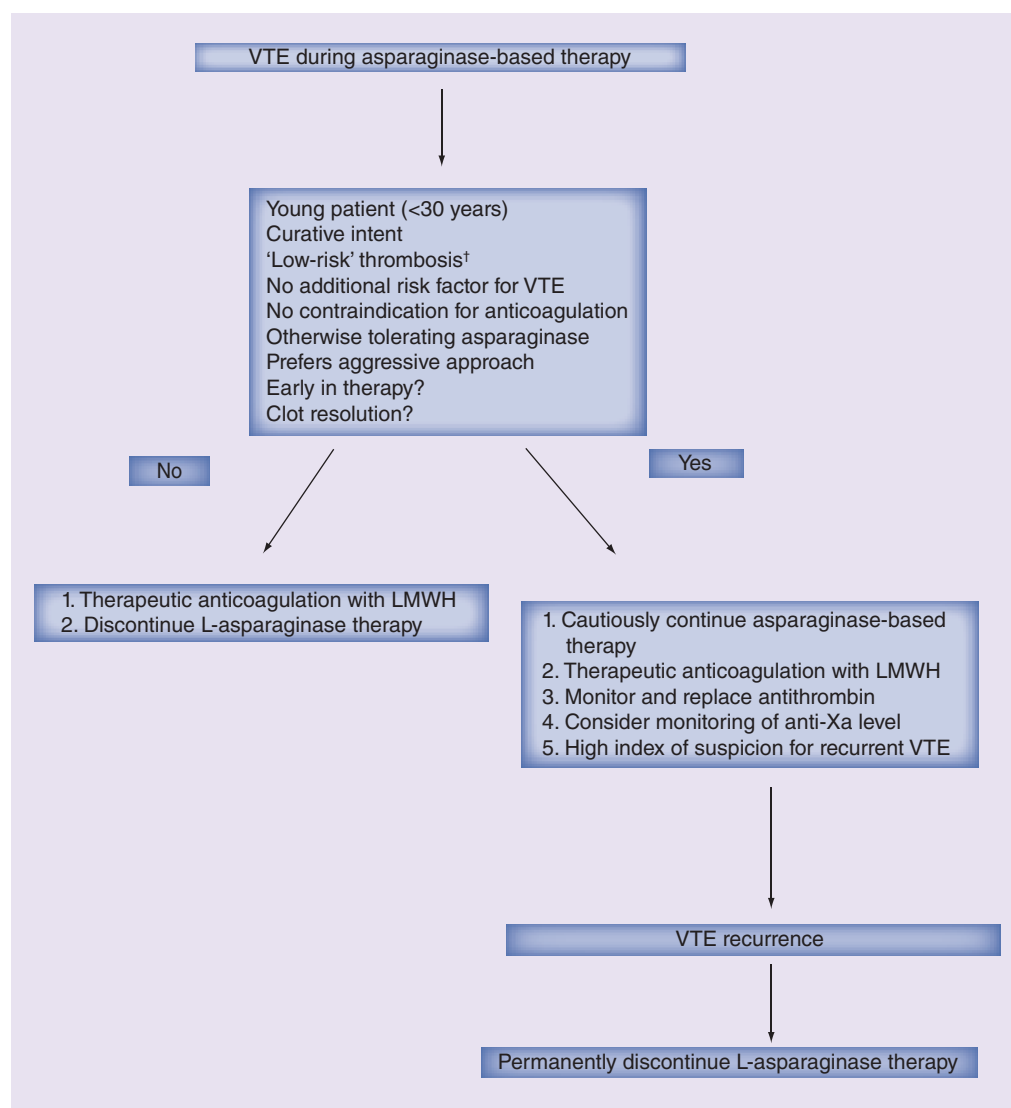 VTE during asparaginase-based therapy
Young patient (<30 years)
Curative intent
‘Low-risk’ thrombosis†
No additional risk factor for VTE
No contraindication for anticoagulation
Otherwise tolerating asparaginase
Prefers aggressive approach
Early in therapy?
Clot resolution?
No
Yes
1. Therapeutic anticoagulation with LMWH
2. Discontinue L-asparaginase therapy
1. Cautiously continue asparaginase-based
therapy
2. Therapeutic anticoagulation with LMWH
3. Monitor and replace antithrombin
4. Consider monitoring of anti-Xa level
5. High index of suspicion for recurrent VTE
VTE recurrence
Permanently discontinue L-asparaginase therapy